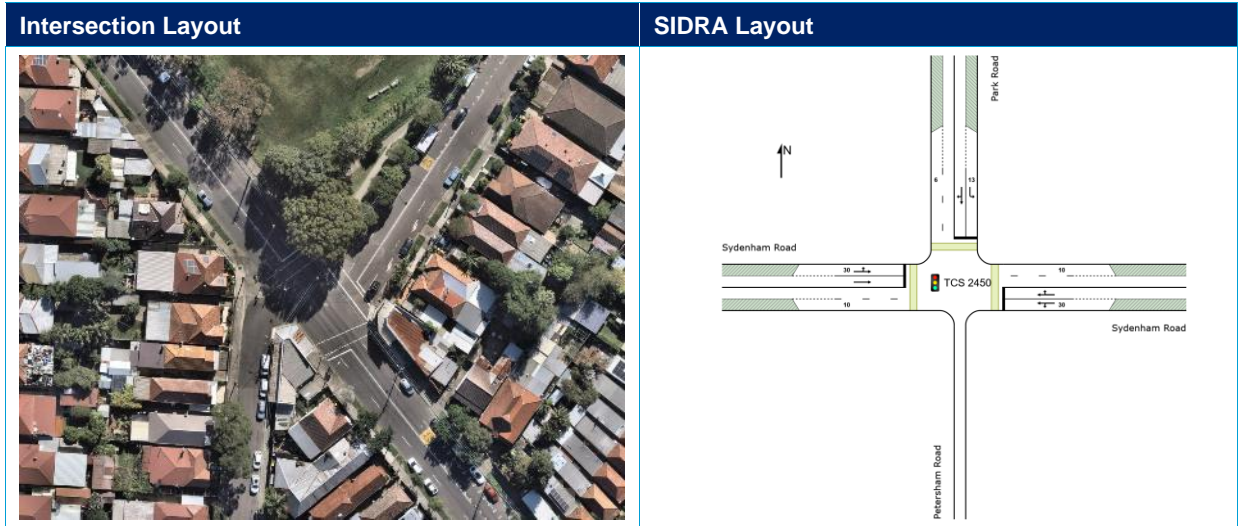 Intersection Layout
SIDRA Layout
Park Road
N
6 13
Sydenham Road
30
10
TCS 2450
10
30
Sydenham Road
Petersham Road